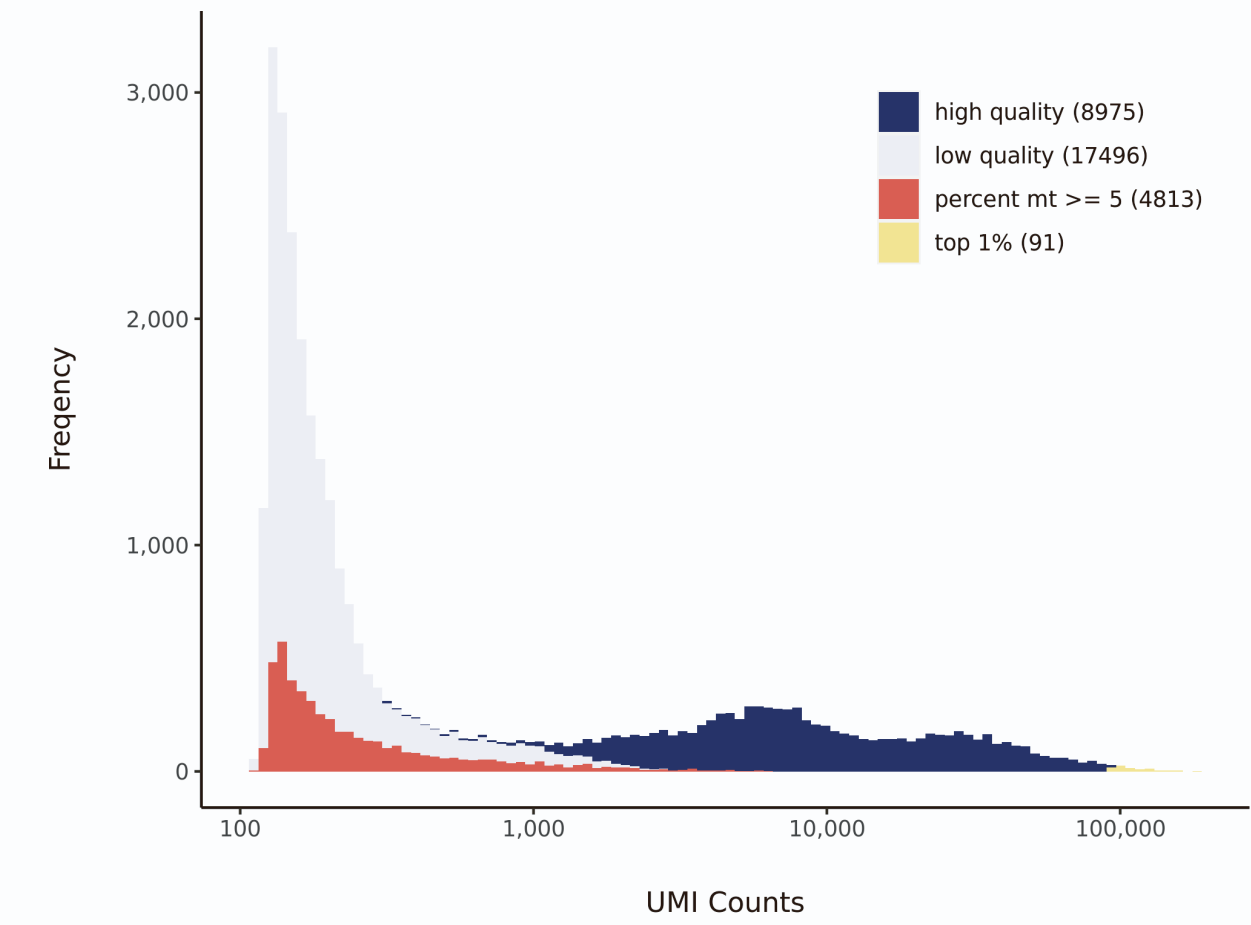 3,000
2,000
1,000
0
Freqency
high quality (8975)
low quality (17496)
percent mt >= 5 (4813)
top 1% (91)
100
1,000
10,000
100,000
UMI Counts